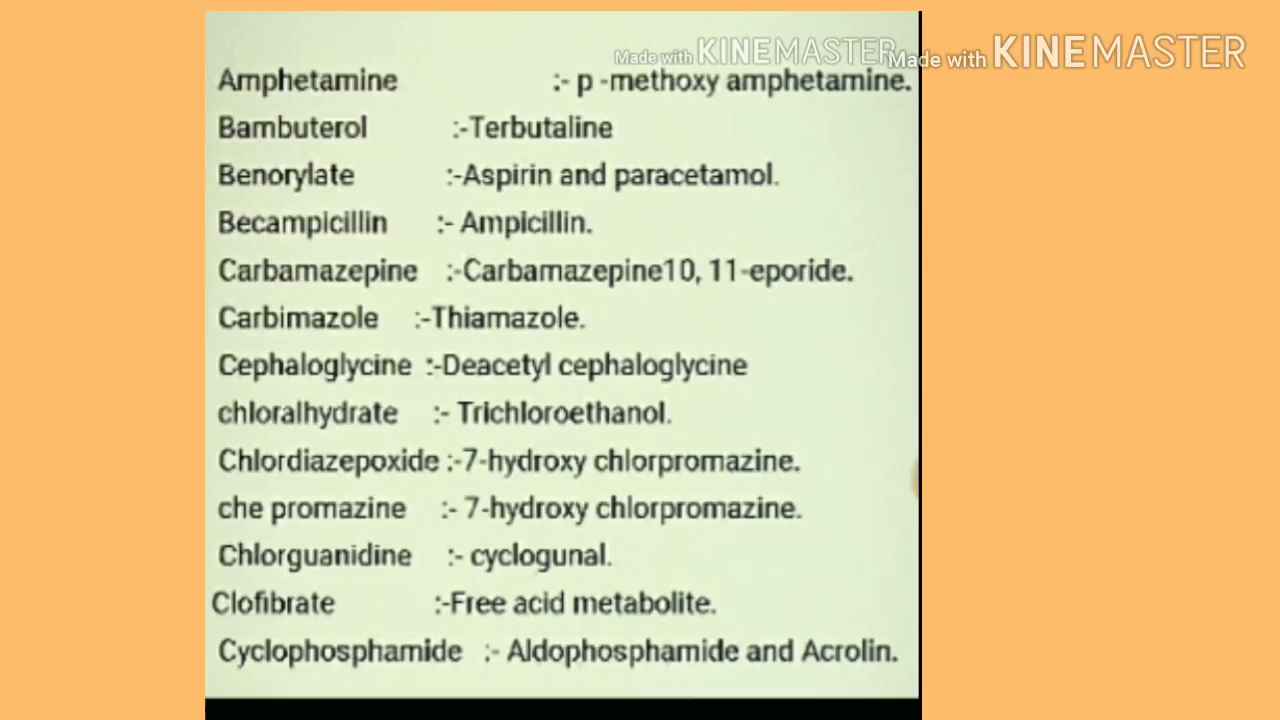 Made with KINEMASTER
Made with KINEMASTER
Amphetamine :- p -methoxy amphetamine.
Bambuterol :-Terbutaline
Benorylate :-Aspirin and paracetamol.
Becampicillin :- Ampicillin.
Carbamazepine :-Carbamazepine10, 11-eporide.
Carbimazole :-Thiamazole.
Cephaloglycine :-Deacetyl cephaloglycine
chloralhydrate :- Trichloroethanol.
Chlordiazepoxide :-7-hydroxy chlorpromazine.
che promazine :- 7-hydroxy chlorpromazine.
Chlorguanidine :- cyclogunal.
Clofibrate :-Free acid metabolite.
Cyclophosphamide :- Aldophosphamide and Acrolin.